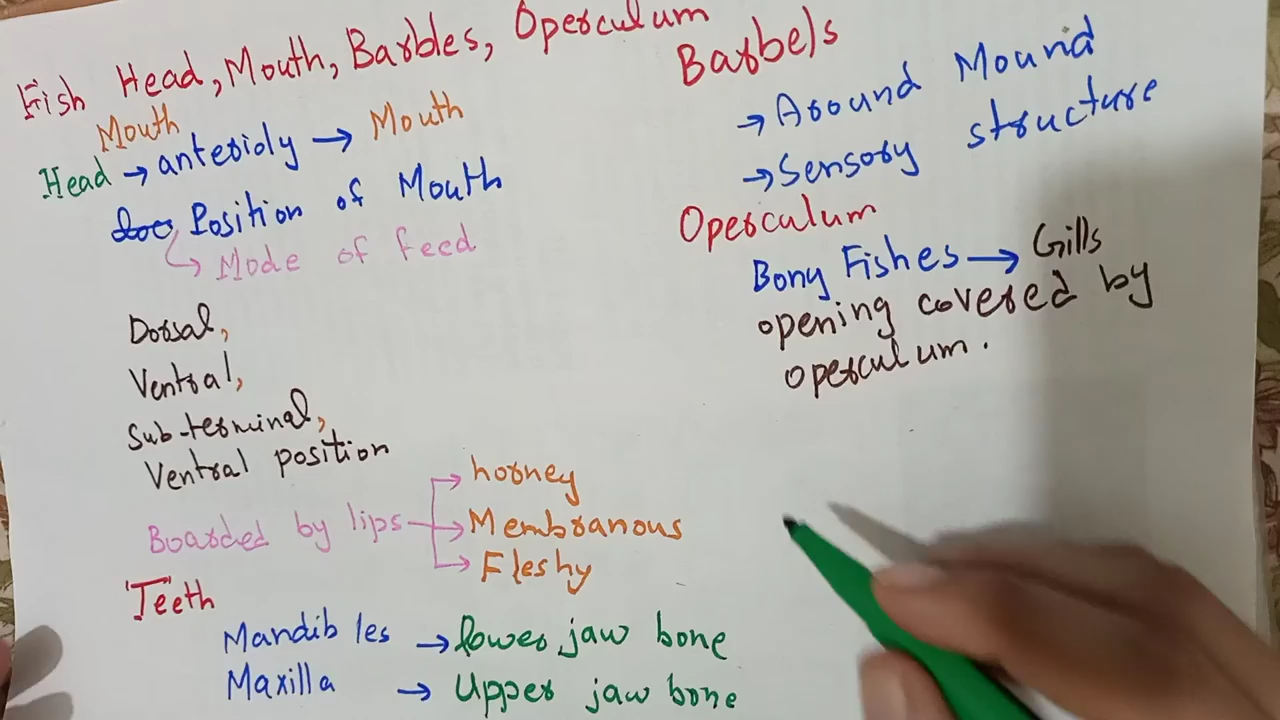 Fish Head, Mouth, Barbles, Operculum
Mouth
Head → anteriorly → Mouth
Position of Mouth
↳ Mode of feed
Dorsal,
Ventral,
Sub-terminal,
Ventral position
Boarded by lips → horney
→ Membranous
→ Fleshy
Teeth
Mandibles → lower jaw bone
Maxilla → Upper jaw bone
Barbels
→ Around Mound
→ Sensory structure
Operculum
Bony Fishes → Gills
opening covered by
operculum.